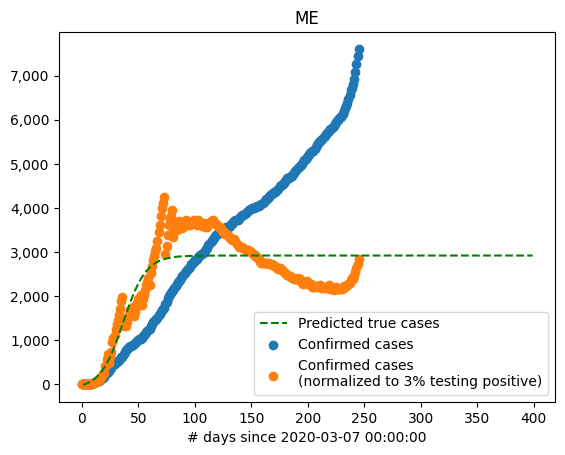 ME
7,000
6,000
5,000
4,000
3,000
2,000
1,000
0
0 50 100 150 200 250 300 350 400
# days since 2020-03-07 00:00:00
Predicted true cases
Confirmed cases
Confirmed cases
(normalized to 3% testing positive)